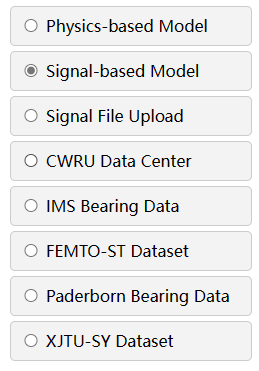 Physics-based Model
Signal-based Model
Signal File Upload
CWRU Data Center
IMS Bearing Data
FEMTO-ST Dataset
Paderborn Bearing Data
XJTU-SY Dataset